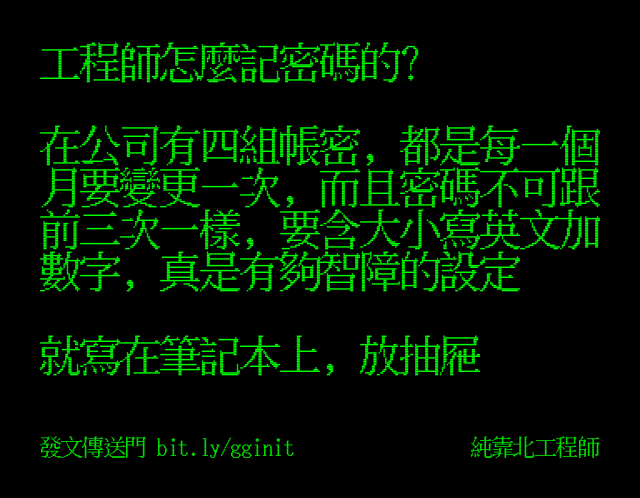 工程師怎麼記密碼的?
在公司有四組帳密,都是每一個
月要變更一次,而且密碼不可跟
前三次一樣,要含大小寫英文加
數字,真是有夠智障的設定
就寫在筆記本上,放抽屜
發文傳送門 bit.ly/gginit
純靠北工程師